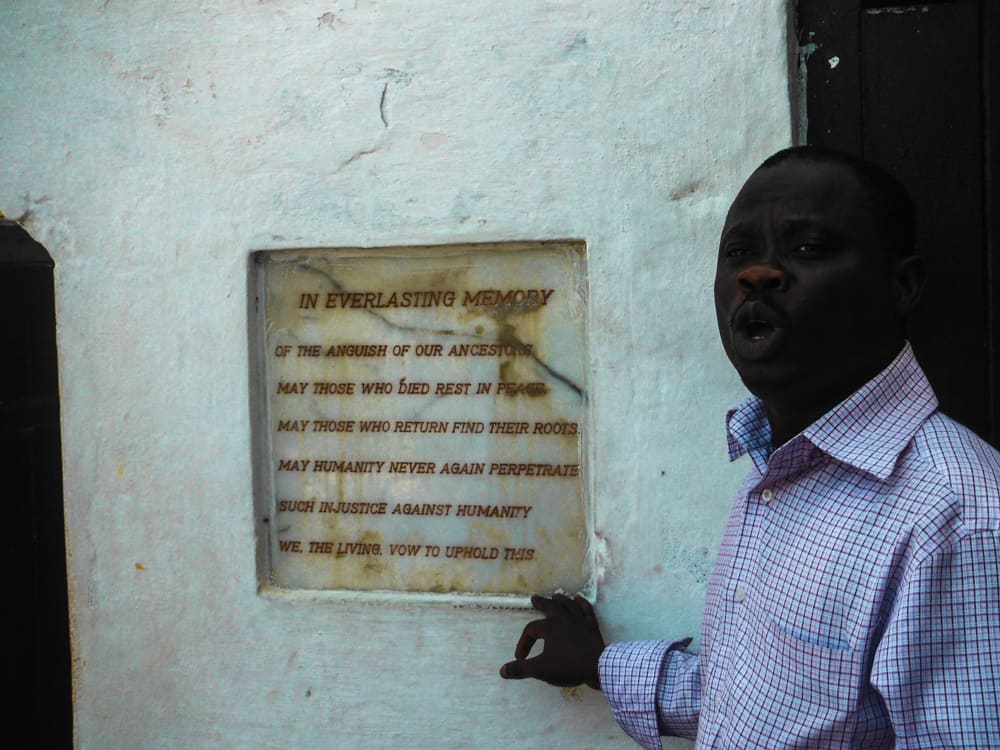 IN EVERLASTING MEMORY
OF THE ANGUISH OF OUR ANCESTORS
MAY THOSE WHO DIED REST IN PEACE
MAY THOSE WHO RETURN FIND THEIR ROOTS.
MAY HUMANITY NEVER AGAIN PERPETRATE
SUCH INJUSTICE AGAINST HUMANITY
WE, THE LIVING, VOW TO UPHOLD THIS.